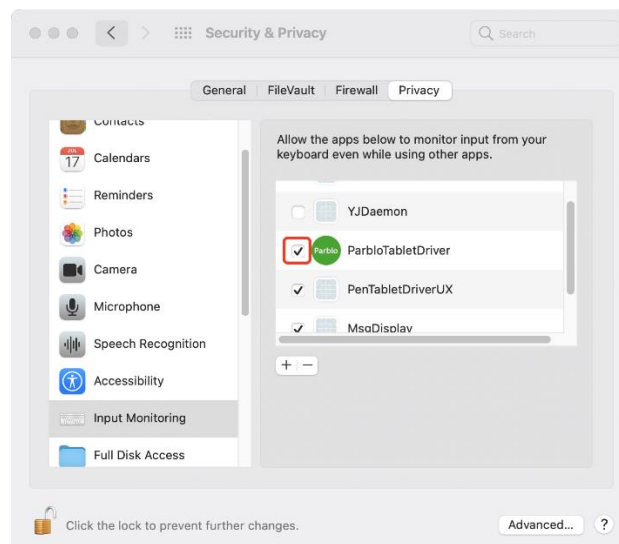 Security & Privacy
Search
General FileVault Firewall Privacy
Contacts
JUL
17
Calendars
Reminders
Photos
Camera
Microphone
Speech Recognition
Accessibility
Input Monitoring
Full Disk Access
Allow the apps below to monitor input from your
keyboard even while using other apps.
YJDaemon
Parblo
ParbloTabletDriver
PenTabletDriverUX
MsgDisplay
+ −
Click the lock to prevent further changes.
Advanced... ?